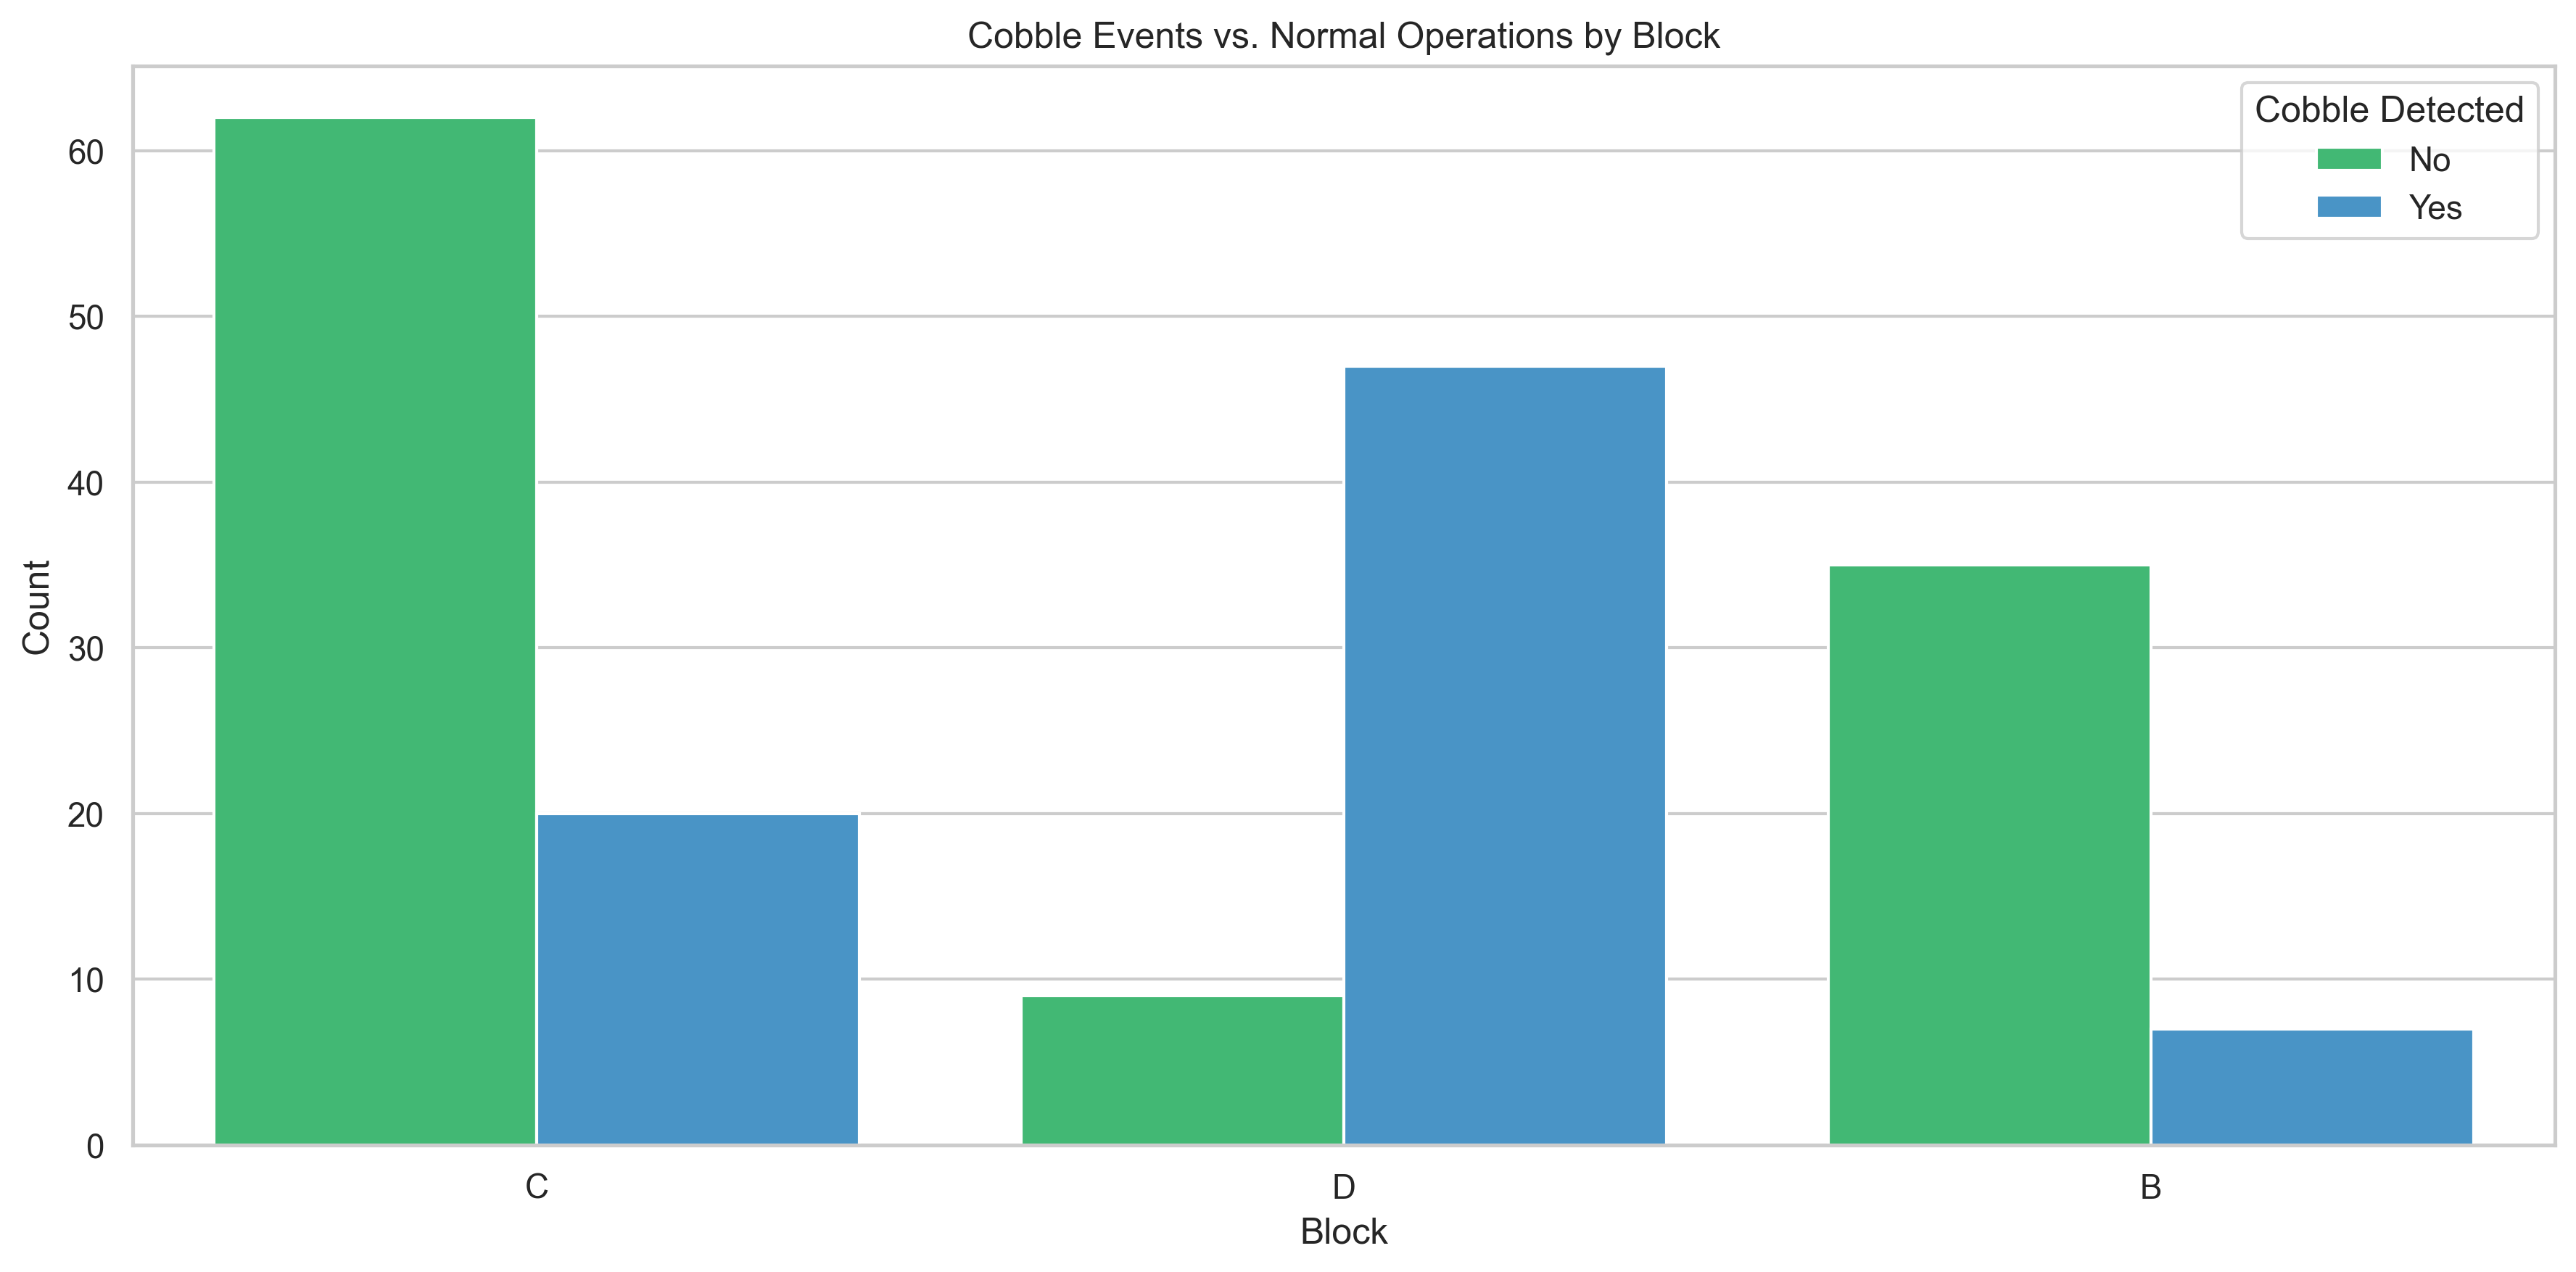 Cobble Events vs. Normal Operations by Block
Cobble Detected
No
Yes
Count
60
50
40
30
20
10
0
C
D
B
Block